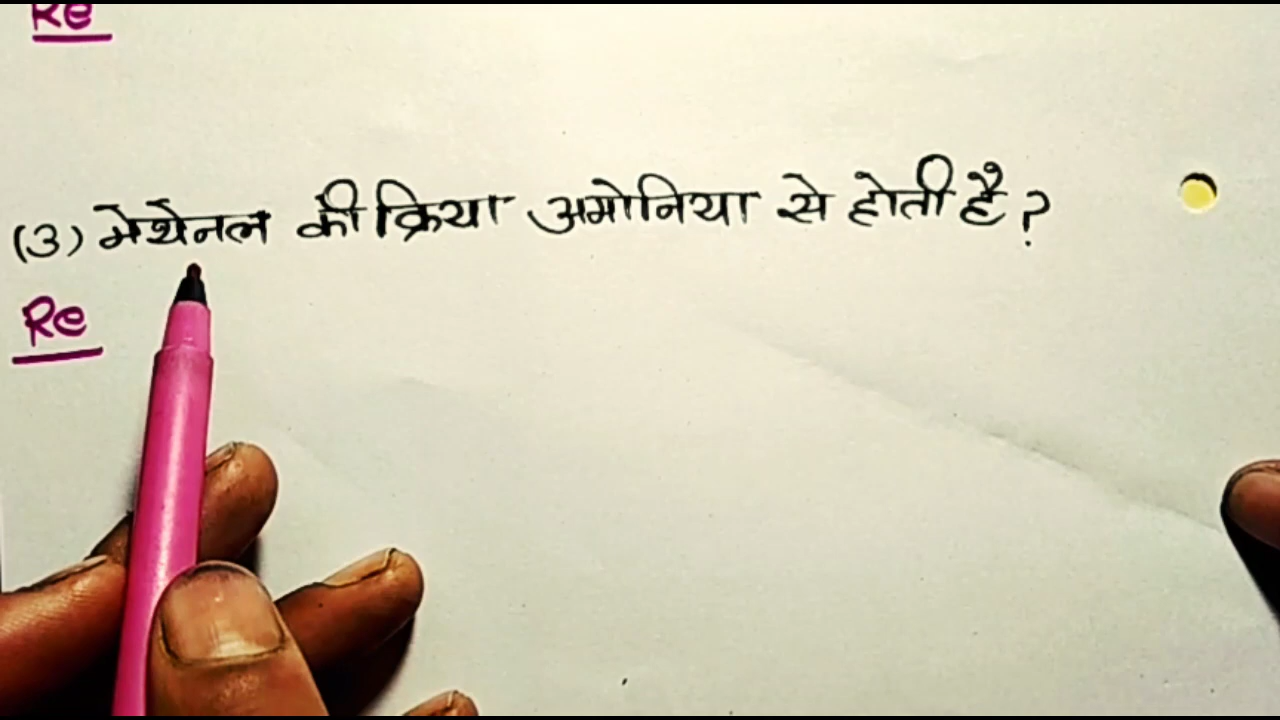 Re
(3) मेथेनल की क्रिया अमोनिया से होती है ?
Re